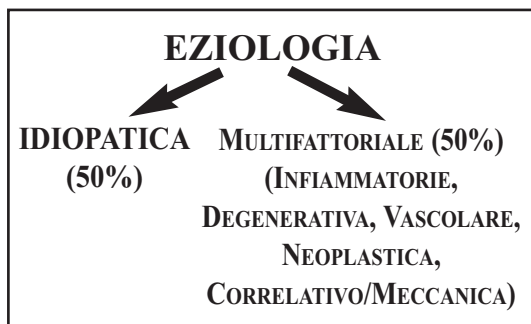 EZIOLOGIA
IDIOPATICA
(50%)
MULTIFATTORIALE (50%)
(INFIAMMATORIE,
DEGENERATIVA, VASCOLARE,
NEOPLASTICA,
CORRELATIVO/MECCANICA)